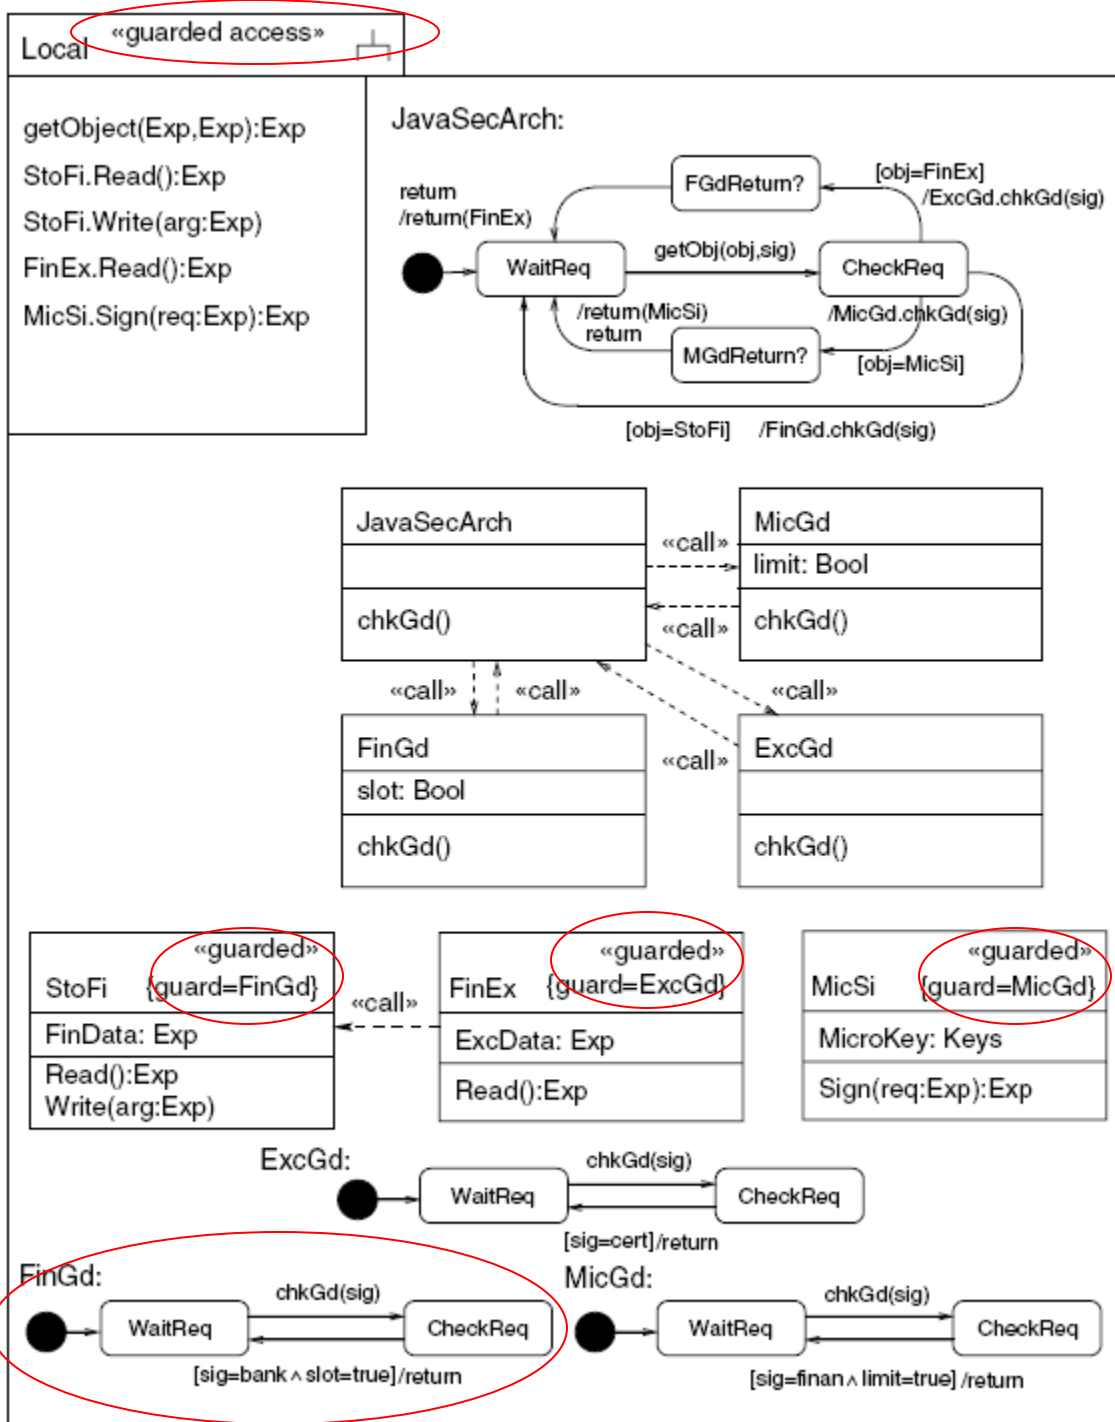 «guarded access»
Local
getObject(Exp,Exp):Exp
StoFi.Read():Exp
StoFi.Write(arg:Exp)
FinEx.Read():Exp
MicSi.Sign(req:Exp):Exp
JavaSecArch:
return
/return(FinEx)
FGdReturn?
[obj=FinEx]
/ExcGd.chkGd(sig)
WaitReq
getObj(obj,sig)
CheckReq
/return(MicSi)
return
/MicGd.chkGd(sig)
MGdReturn?
[obj=MicSi]
[obj=StoFi] /FinGd.chkGd(sig)
JavaSecArch
chkGd()
«call»
«call»
MicGd
limit: Bool
chkGd()
«call»
«call»
«call»
«call»
FinGd
slot: Bool
chkGd()
ExcGd
chkGd()
«guarded»
StoFi {guard=FinGd}
FinData: Exp
Read():Exp
Write(arg:Exp)
«call»
«guarded»
FinEx {guard=ExcGd}
ExcData: Exp
Read():Exp
«guarded»
MicSi {guard=MicGd}
MicroKey: Keys
Sign(req:Exp):Exp
ExcGd:
WaitReq
chkGd(sig)
CheckReq
[sig=cert]/return
FinGd:
WaitReq
chkGd(sig)
CheckReq
[sig=bank∧slot=true]/return
MicGd:
WaitReq
chkGd(sig)
CheckReq
[sig=finan∧limit=true]/return